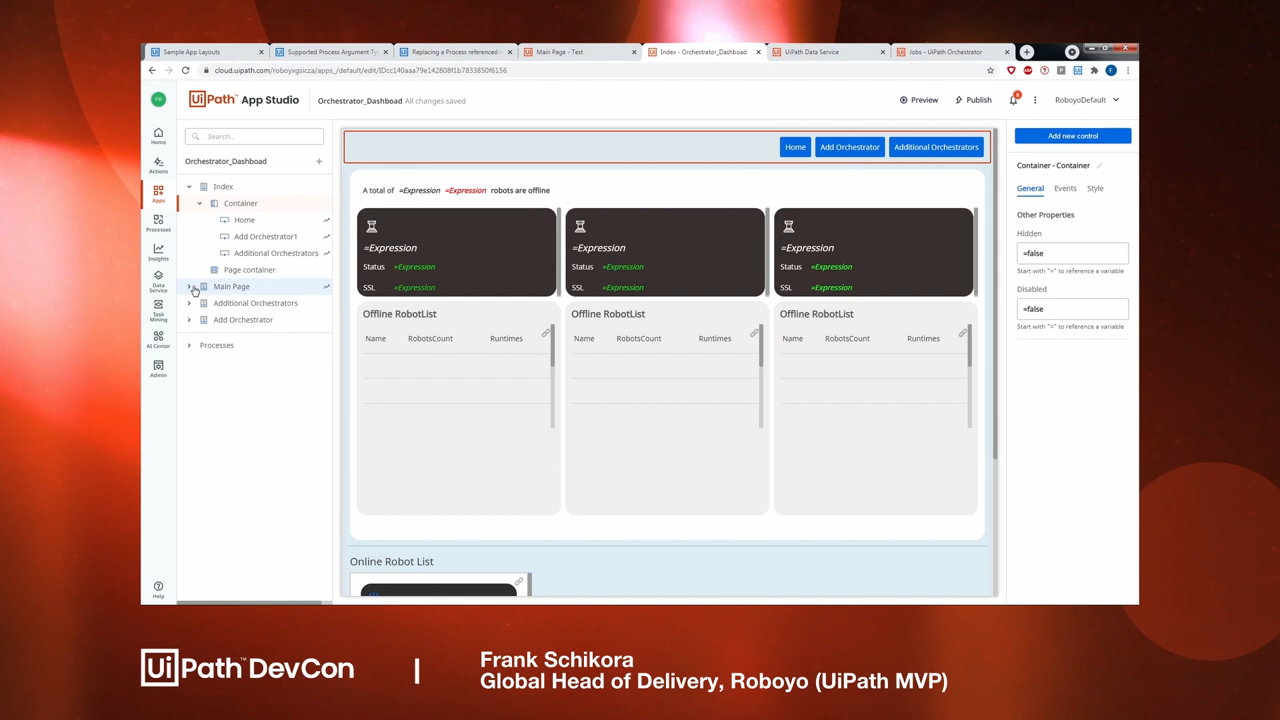 Sample App Layouts
Supported Process Argument Ty
Replacing a Process referenced i
Main Page - Test
Index - Orchestrator_Dashboad
UiPath Data Service
Jobs - UiPath Orchestrator
cloud.uipath.com/roboyxgsicza/apps_/default/edit/IDcc140aaa79e142808f1b7833850f6156
FR
UiPath™ App Studio
Orchestrator_Dashboad All changes saved
Preview
Publish
RoboyoDefault
Home
Actions
Apps
Processes
Insights
Data Service
Task Mining
AI Center
Admin
Help
Search...
Orchestrator_Dashboad
Index
Container
Home
Add Orchestrator1
Additional Orchestrators
Page container
Main Page
Additional Orchestrators
Add Orchestrator
Processes
Home
Add Orchestrator
Additional Orchestrators
A total of =Expression =Expression robots are offline
=Expression
Status =Expression
SSL =Expression
=Expression
Status =Expression
SSL =Expression
=Expression
Status =Expression
SSL =Expression
Offline RobotList
Name RobotsCount Runtimes
Offline RobotList
Name RobotsCount Runtimes
Offline RobotList
Name RobotsCount Runtimes
Online Robot List
Add new control
Container - Container
General Events Style
Other Properties
Hidden
=false
Start with "=" to reference a variable
Disabled
=false
Start with "=" to reference a variable
UiPath™ DevCon
Frank Schikora
Global Head of Delivery, Roboyo (UiPath MVP)